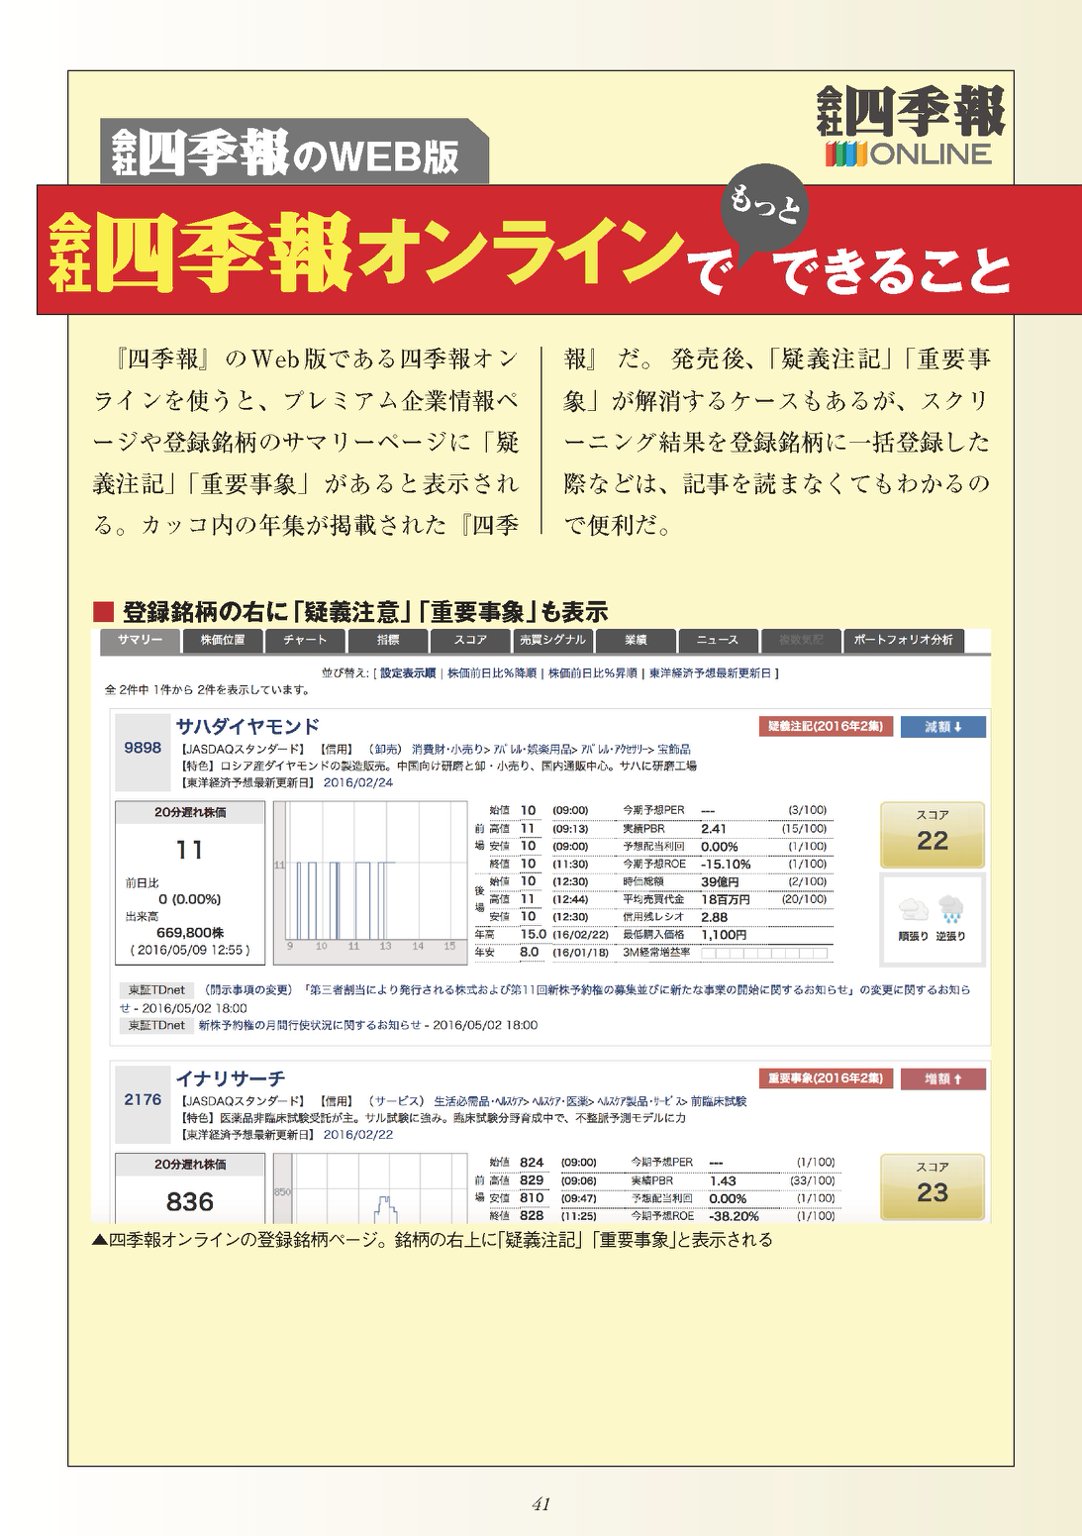 会社四季報
ONLINE
会社四季報のWEB版
会社四季報オンラインで もっと できること
『四季報』のWeb版である四季報オン
ラインを使うと、プレミアム企業情報ペ
ージや登録銘柄のサマリーページに「疑
義注記」「重要事象」があると表示され
る。カッコ内の年集が掲載された『四季
報』だ。発売後、「疑義注記」「重要事
象」が解消するケースもあるが、スクリ
ーニング結果を登録銘柄に一括登録した
際などは、記事を読まなくてもわかるの
で便利だ。
■ 登録銘柄の右に「疑義注意」「重要事象」も表示
サマリー 株価位置 チャート 指標 スコア 売買シグナル 業績 ニュース 複数気配 ポートフォリオ分析
並び替え: [ 設定表示順 | 株価前日比%降順 | 株価前日比%昇順 | 東洋経済予想最新更新日 ]
全 2件中 1件から 2件を表示しています。
9898
サハダイヤモンド
疑義注記(2016年2集) 減額↓
【JASDAQスタンダード】 【信用】 （卸売） 消費財・小売り> アパレル・娯楽用品> アパレル・アクセサリー> 宝飾品
【特色】ロシア産ダイヤモンドの製造販売。中国向け研磨と卸・小売り、国内通販中心。サハに研磨工場
【東洋経済予想最新更新日】 2016/02/24
20分遅れ株価
11
前日比
0 (0.00%)
出来高
669,800株
( 2016/05/09 12:55 )
11
9 10 11 13 14 15
前場
始値 10 (09:00) 今期予想PER --- (3/100)
高値 11 (09:13) 実績PBR 2.41 (15/100)
安値 10 (09:00) 予想配当利回 0.00% (1/100)
終値 10 (11:30) 今期予想ROE -15.10% (1/100)
後場
始値 10 (12:30) 時価総額 39億円 (2/100)
高値 11 (12:44) 平均売買代金 18百万円 (20/100)
安値 10 (12:30) 信用残レシオ 2.88
年高 15.0 (16/02/22) 最低購入価格 1,100円
年安 8.0 (16/01/18) 3M経常増益率
スコア
22
順張り 逆張り
東証TDnet （開示事項の変更）「第三者割当により発行される株式および第11回新株予約権の募集並びに新たな事業の開始に関するお知らせ」の変更に関するお知ら
せ - 2016/05/02 18:00
東証TDnet 新株予約権の月間行使状況に関するお知らせ - 2016/05/02 18:00
2176
イナリサーチ
重要事象(2016年2集) 増額↑
【JASDAQスタンダード】 【信用】 （サービス） 生活必需品・ヘルスケア> ヘルスケア・医薬> ヘルスケア製品・サービス> 前臨床試験
【特色】医薬品非臨床試験受託が主。サル試験に強み。臨床試験分野育成中で、不整脈予測モデルに力
【東洋経済予想最新更新日】 2016/02/22
20分遅れ株価
836
850
前場
始値 824 (09:00) 今期予想PER --- (1/100)
高値 829 (09:06) 実績PBR 1.43 (33/100)
安値 810 (09:47) 予想配当利回 0.00% (1/100)
終値 828 (11:25) 今期予想ROE -38.20% (1/100)
スコア
23
▲四季報オンラインの登録銘柄ページ。銘柄の右上に「疑義注記」「重要事象」と表示される
41